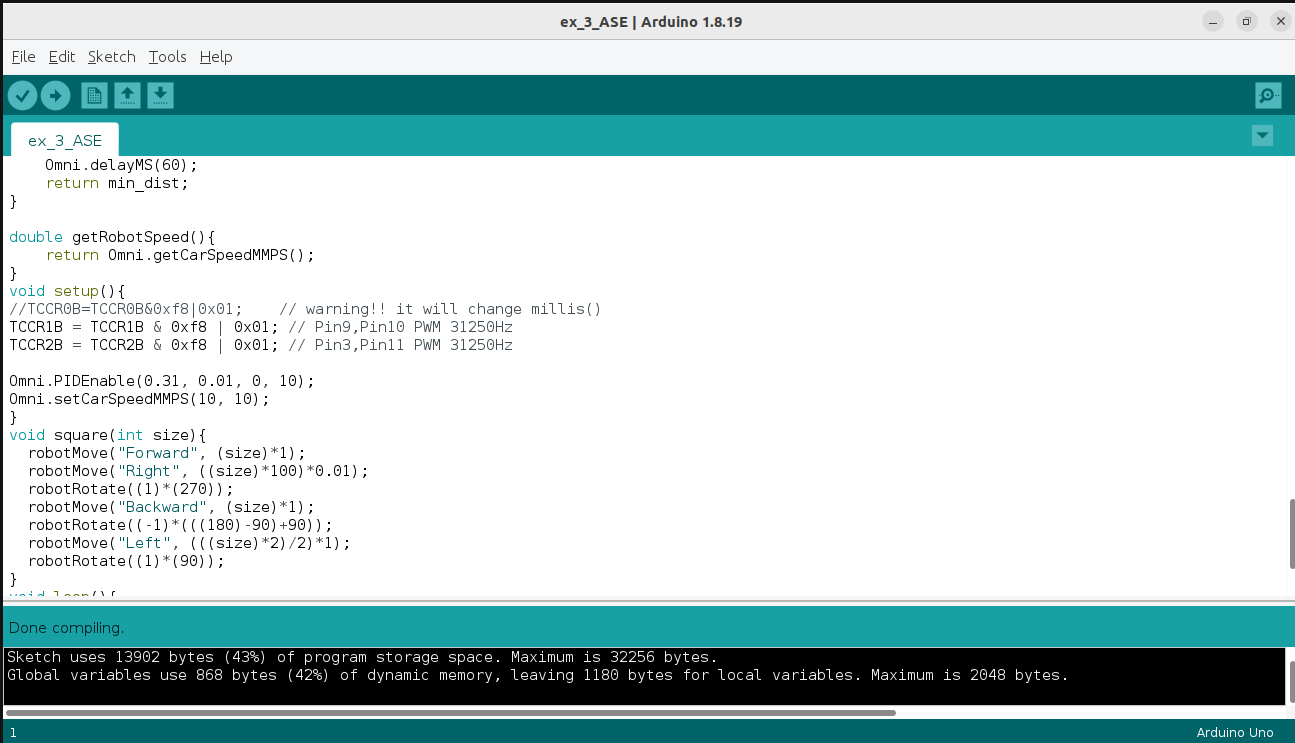 ex_3_ASE | Arduino 1.8.19
File Edit Sketch Tools Help
ex_3_ASE
    Omni.delayMS(60);
    return min_dist;
}

double getRobotSpeed(){
    return Omni.getCarSpeedMMPS();
}
void setup(){
//TCCR0B=TCCR0B&0xf8|0x01;    // warning!! it will change millis()
TCCR1B = TCCR1B & 0xf8 | 0x01; // Pin9,Pin10 PWM 31250Hz
TCCR2B = TCCR2B & 0xf8 | 0x01; // Pin3,Pin11 PWM 31250Hz

Omni.PIDEnable(0.31, 0.01, 0, 10);
Omni.setCarSpeedMMPS(10, 10);
}
void square(int size){
  robotMove("Forward", (size)*1);
  robotMove("Right", ((size)*100)*0.01);
  robotRotate((1)*(270));
  robotMove("Backward", (size)*1);
  robotRotate((-1)*(((180)-90)+90));
  robotMove("Left", (((size)*2)/2)*1);
  robotRotate((1)*(90));
}
void loop(){
Done compiling.
Sketch uses 13902 bytes (43%) of program storage space. Maximum is 32256 bytes.
Global variables use 868 bytes (42%) of dynamic memory, leaving 1180 bytes for local variables. Maximum is 2048 bytes.
1
Arduino Uno